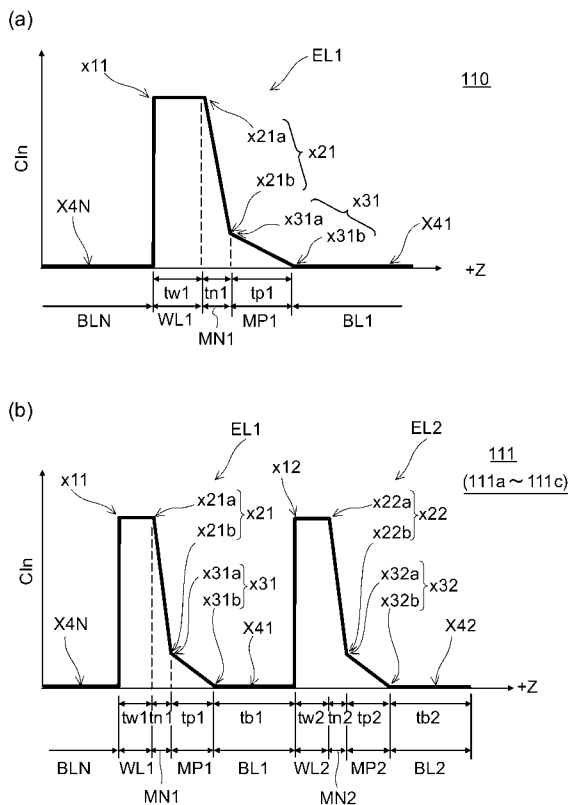 (a)
x11
EL1
110
x21a
x21
x21b
x31
x31a
x31b
X4N
X41
CIn
+Z
tw1 tn1 tp1
BLN WL1 MP1 BL1
MN1
(b)
EL1
EL2
111
(111a～111c)
x11
x12
x21a
x21
x21b
x22a
x22
x22b
x31a
x31
x31b
x32a
x32
x32b
X4N
X41
X42
CIn
+Z
tw1 tn1 tp1 tb1 tw2 tn2 tp2 tb2
BLN WL1 MP1 BL1 WL2 MP2 BL2
MN1 MN2